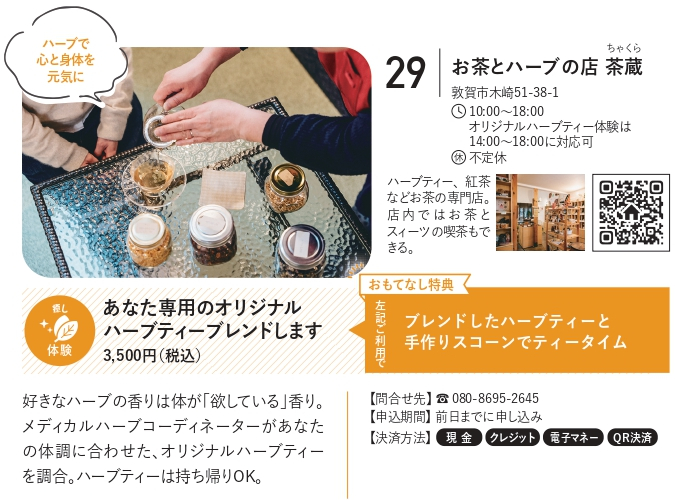 ハーブで
心と身体を
元気に
29
ちゃくら
お茶とハーブの店 茶蔵
敦賀市木崎51-38-1
10:00〜18:00
オリジナルハーブティー体験は
14:00〜18:00に対応可
休 不定休
ハーブティー、紅茶
などお茶の専門店。
店内ではお茶と
スィーツの喫茶もで
きる。
癒し
体験
あなた専用のオリジナル
ハーブティーブレンドします
3,500円(税込)
おもてなし特典
左記ご利用で
ブレンドしたハーブティーと
手作りスコーンでティータイム
好きなハーブの香りは体が「欲している」香り。
メディカルハーブコーディネーターがあなた
の体調に合わせた、オリジナルハーブティー
を調合。ハーブティーは持ち帰りOK。
【問合せ先】☎ 080-8695-2645
【申込期間】前日までに申し込み
【決済方法】現金 クレジット 電子マネー QR決済